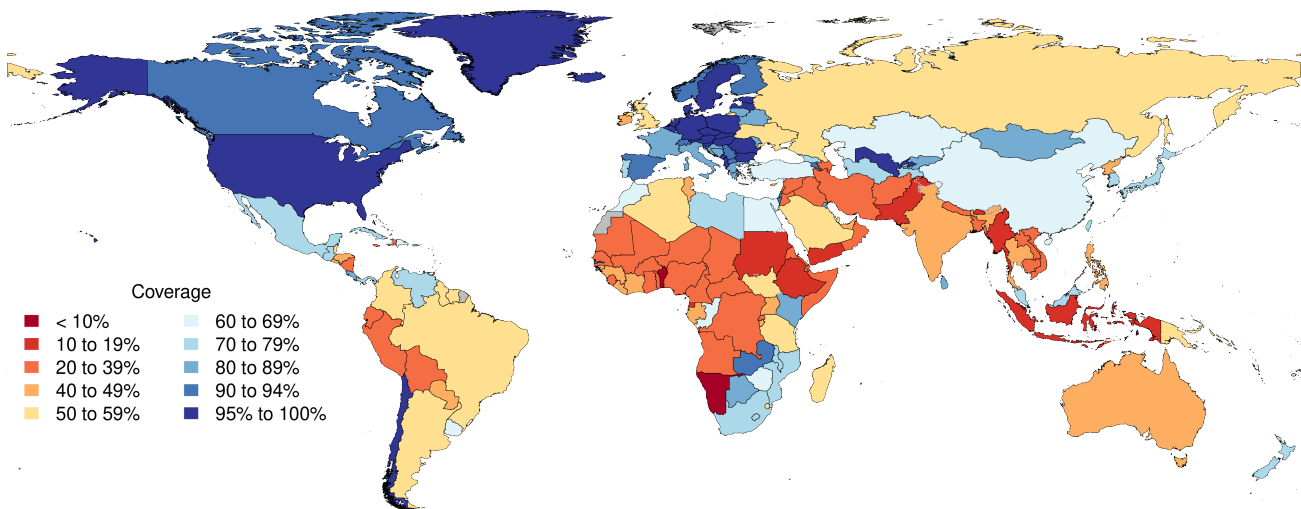 Coverage
< 10%
10 to 19%
20 to 39%
40 to 49%
50 to 59%
60 to 69%
70 to 79%
80 to 89%
90 to 94%
95% to 100%